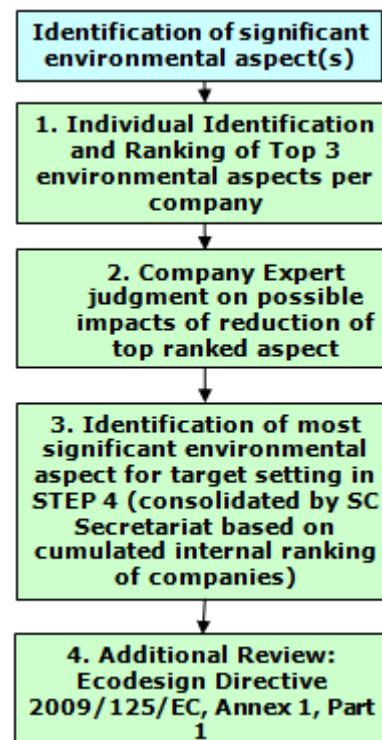 Identification of significant
environmental aspect(s)
1. Individual Identification
and Ranking of Top 3
environmental aspects per
company
2. Company Expert
judgment on possible
impacts of reduction of
top ranked aspect
3. Identification of most
significant environmental
aspect for target setting in
STEP 4 (consolidated by SC
Secretariat based on
cumulated internal ranking
of companies)
4. Additional Review:
Ecodesign Directive
2009/125/EC, Annex 1, Part
1